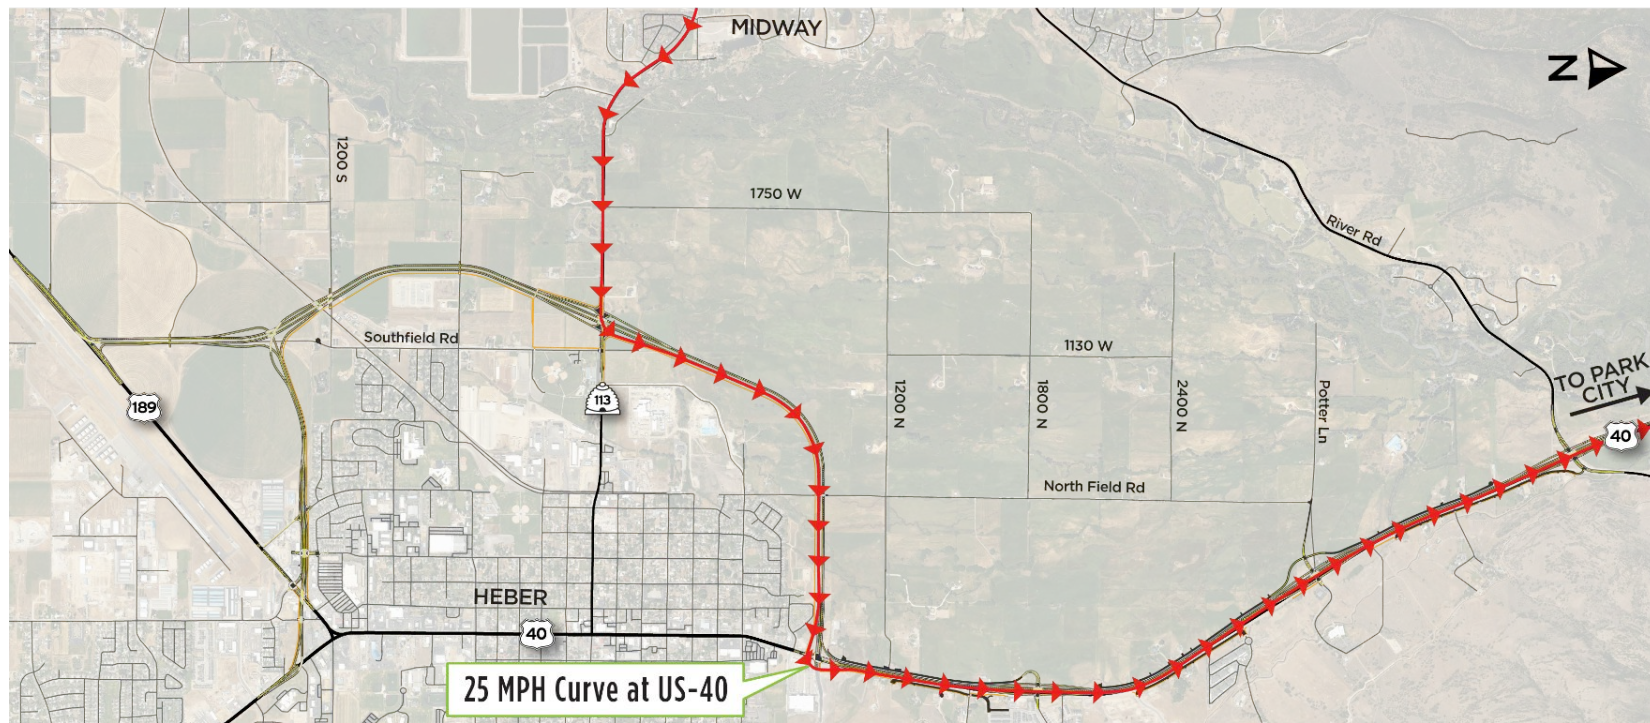 MIDWAY
N
1200 S
1750 W
River Rd
Southfield Rd
1130 W
TO PARK
CITY
189
113
1200 N
1800 N
2400 N
Potter Ln
40
North Field Rd
HEBER
40
25 MPH Curve at US-40